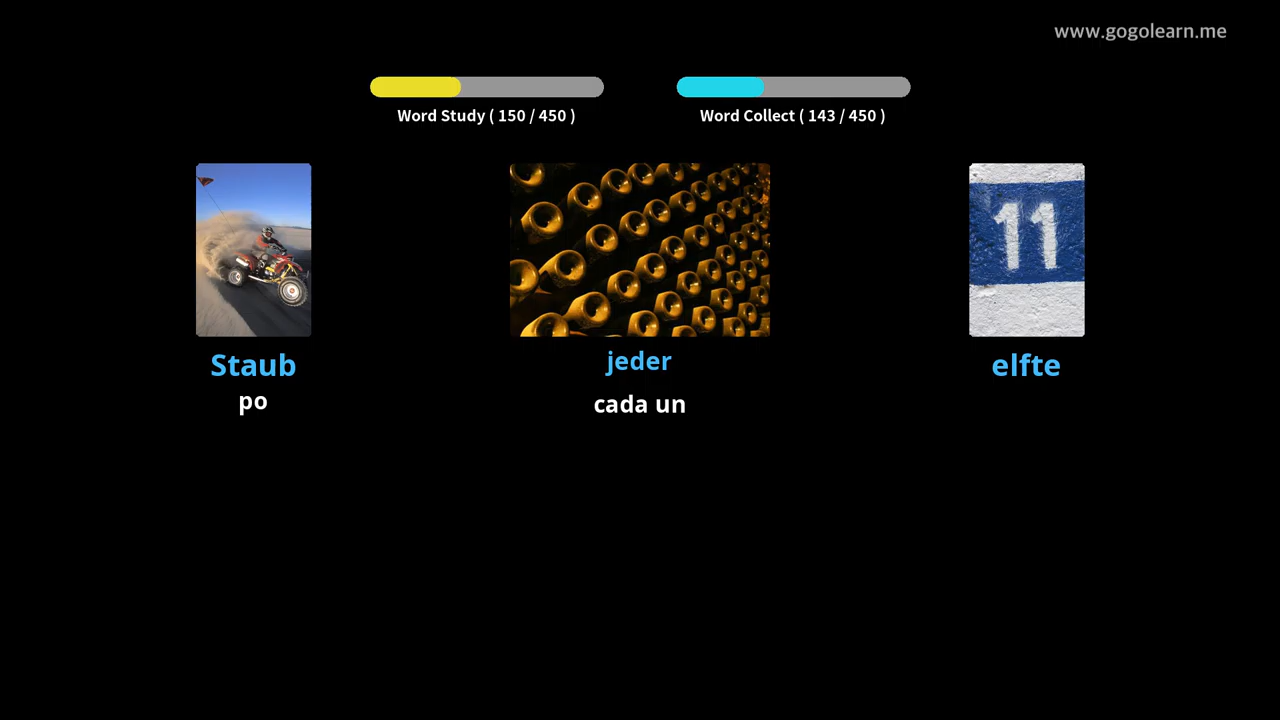 www.gogolearn.me
Word Study ( 150 / 450 )
Word Collect ( 143 / 450 )
11
Staub
po
jeder
cada un
elfte